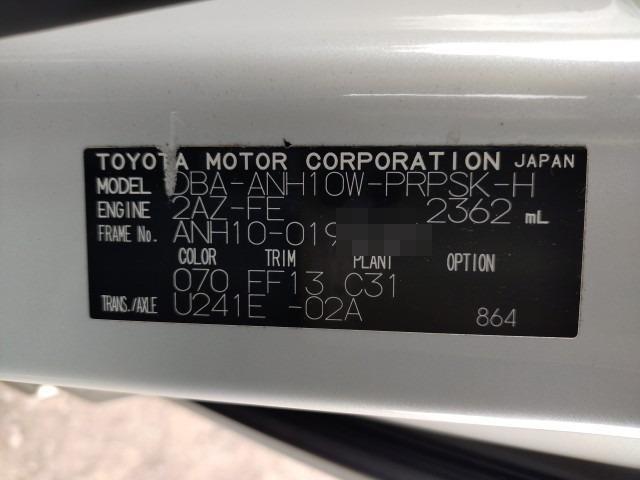 TOYOTA MOTOR CORPORATION JAPAN
MODEL DBA-ANH10W-PRPSK-H
ENGINE 2AZ-FE 2362 mL
FRAME No. ANH10-019
COLOR TRIM PLANT OPTION
070 FF13 C31
TRANS./AXLE U241E -02A 864